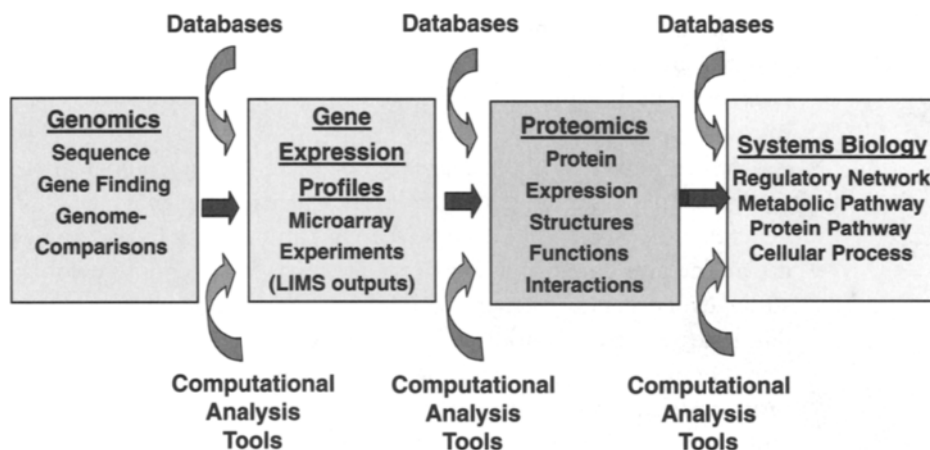 Databases
Databases
Databases
Genomics
Sequence
Gene Finding
Genome-
Comparisons
Gene
Expression
Profiles
Microarray
Experiments
(LIMS outputs)
Proteomics
Protein
Expression
Structures
Functions
Interactions
Systems Biology
Regulatory Network
Metabolic Pathway
Protein Pathway
Cellular Process
Computational
Analysis
Tools
Computational
Analysis
Tools
Computational
Analysis
Tools